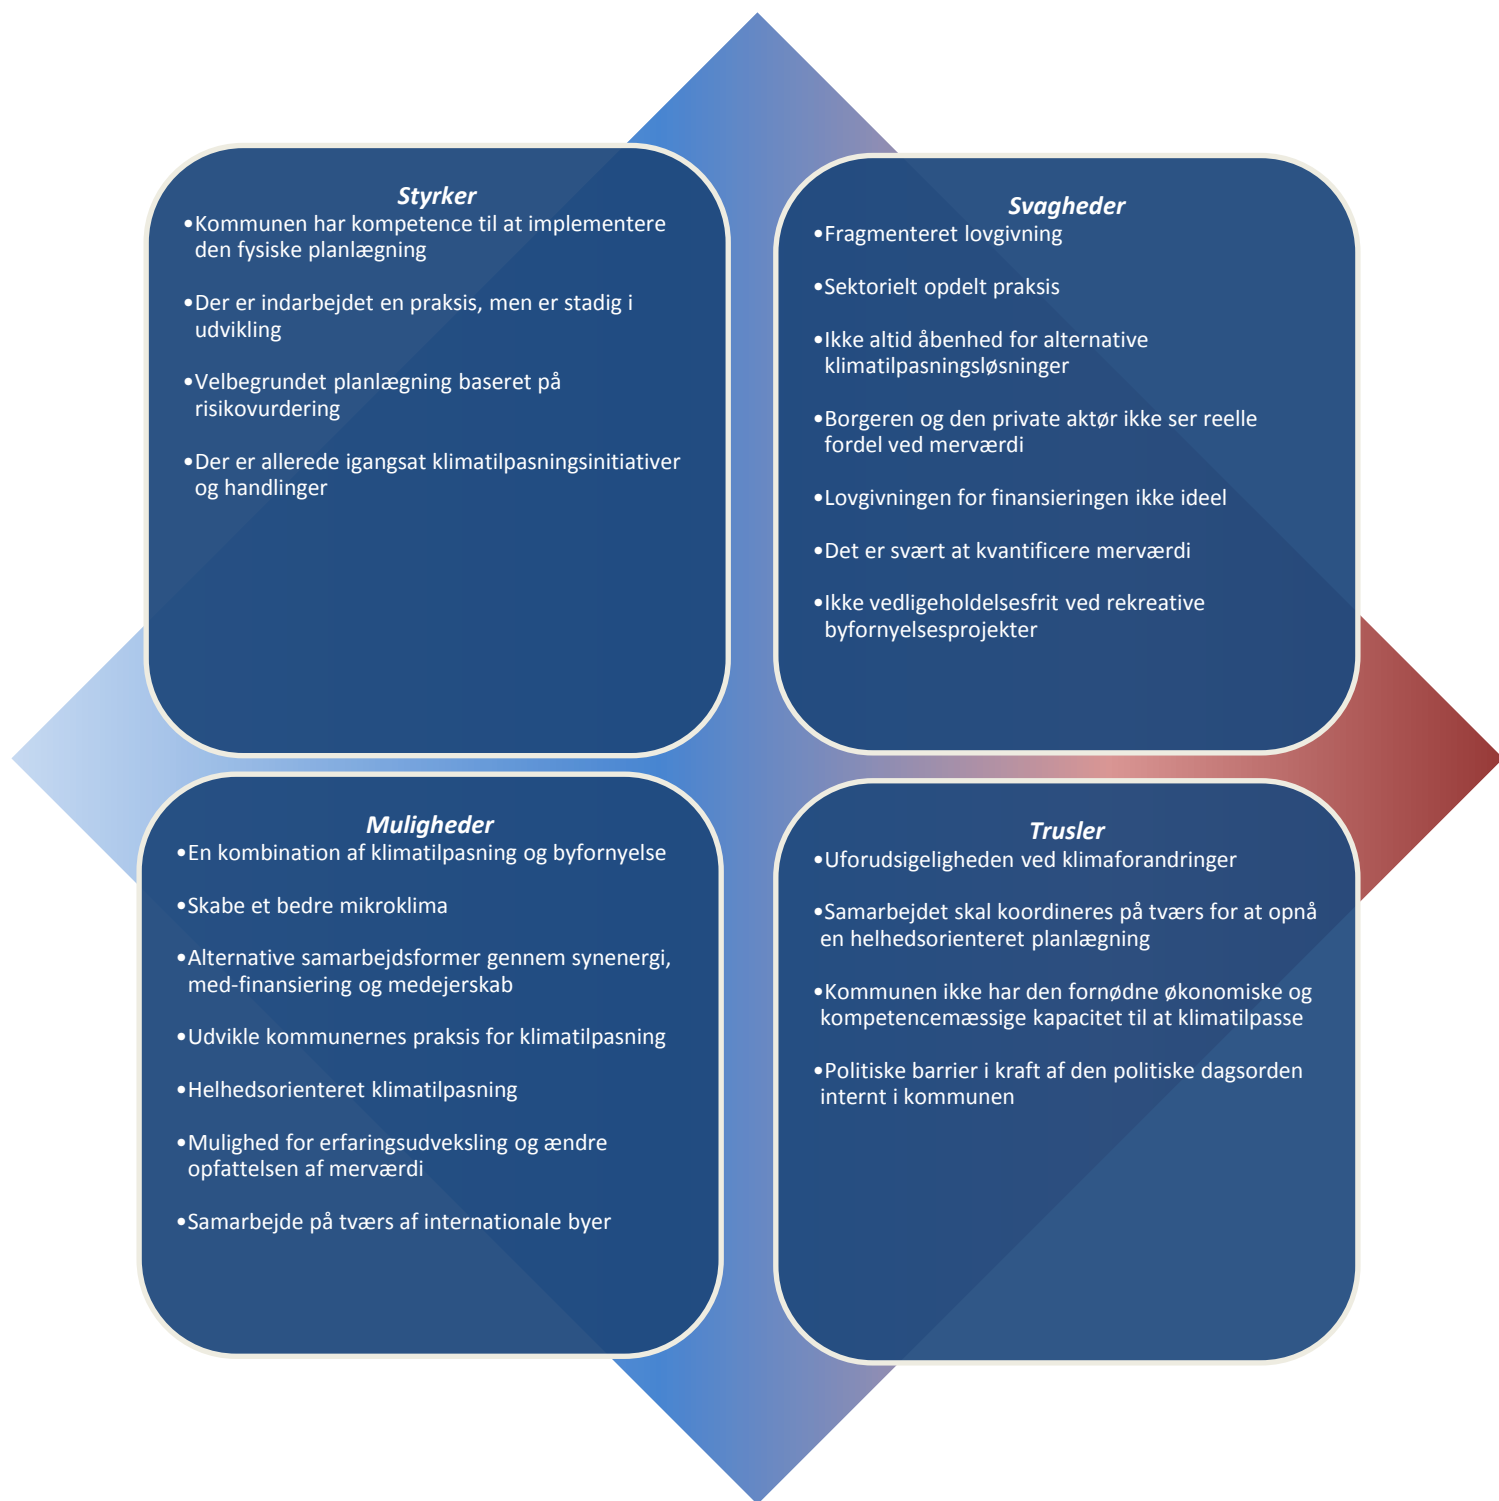 Styrker
•Kommunen har kompetence til at implementere
den fysiske planlægning
•Der er indarbejdet en praksis, men er stadig i
udvikling
•Velbegrundet planlægning baseret på
risikovurdering
•Der er allerede igangsat klimatilpasningsinitiativer
og handlinger
Svagheder
•Fragmenteret lovgivning
•Sektorielt opdelt praksis
•Ikke altid åbenhed for alternative
klimatilpasningsløsninger
•Borgeren og den private aktør ikke ser reelle
fordel ved merværdi
•Lovgivningen for finansieringen ikke ideel
•Det er svært at kvantificere merværdi
•Ikke vedligeholdelsesfrit ved rekreative
byfornyelsesprojekter
Muligheder
•En kombination af klimatilpasning og byfornyelse
•Skabe et bedre mikroklima
•Alternative samarbejdsformer gennem synenergi,
med-finansiering og medejerskab
•Udvikle kommunernes praksis for klimatilpasning
•Helhedsorienteret klimatilpasning
•Mulighed for erfaringsudveksling og ændre
opfattelsen af merværdi
•Samarbejde på tværs af internationale byer
Trusler
•Uforudsigeligheden ved klimaforandringer
•Samarbejdet skal koordineres på tværs for at opnå
en helhedsorienteret planlægning
•Kommunen ikke har den fornødne økonomiske og
kompetencemæssige kapacitet til at klimatilpasse
•Politiske barrier i kraft af den politiske dagsorden
internt i kommunen